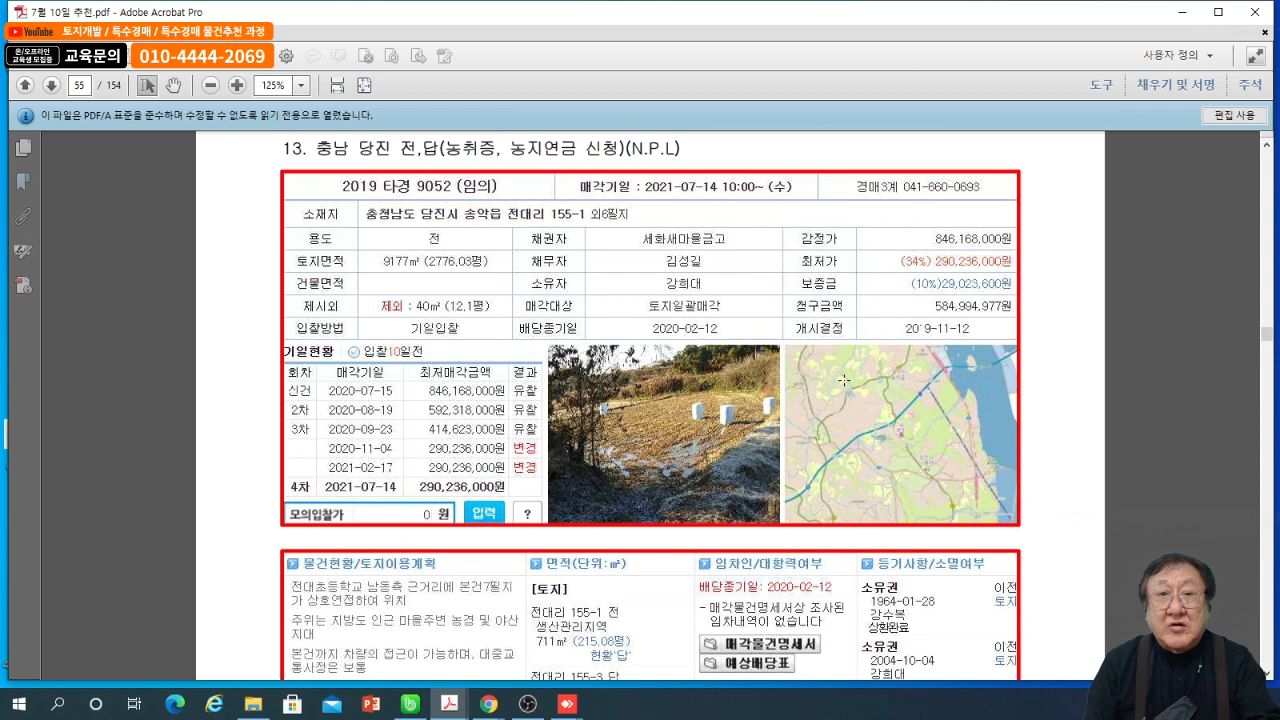 7월 10일 추천.pdf - Adobe Acrobat Pro
YouTube 토지개발 / 특수경매 / 특수경매 물건추천 과정
온/오프라인 교육생 모집중 교육문의 010-4444-2069
사용자 정의
55 / 154 125%
도구 채우기 및 서명 주석
이 파일은 PDF/A 표준을 준수하며 수정할 수 없도록 읽기 전용으로 열렸습니다.
편집 사용
13. 충남 당진 전,답(농취증, 농지연금 신청)(N.P.L)
2019 타경 9052 (임의) 매각기일 : 2021-07-14 10:00~ (수) 경매3계 041-660-0693
소재지 충청남도 당진시 송악읍 전대리 155-1 외6필지
용도 전 채권자 세화새마을금고 감정가 846,168,000원
토지면적 9177㎡ (2776.03평) 채무자 김성길 최저가 (34%) 290,236,000원
건물면적 소유자 강희대 보증금 (10%)29,023,600원
제시외 제외 : 40㎡ (12.1평) 매각대상 토지일괄매각 청구금액 584,994,977원
입찰방법 기일입찰 배당종기일 2020-02-12 개시결정 2019-11-12
기일현황 입찰10일전
회차 매각기일 최저매각금액 결과
신건 2020-07-15 846,168,000원 유찰
2차 2020-08-19 592,318,000원 유찰
3차 2020-09-23 414,623,000원 유찰
2020-11-04 290,236,000원 변경
2021-02-17 290,236,000원 변경
4차 2021-07-14 290,236,000원
모의입찰가 0 원 입력 ?
물건현황/토지이용계획
전대초등학교 남동측 근거리에 본건7필지
가 상호연접하여 위치
주위는 지방도 인근 마을주변 농경 및 야산
지대
본건까지 차량의 접근이 가능하며, 대중교
통사정은 보통
면적(단위:㎡)
[토지]
전대리 155-1 전
생산관리지역
711㎡ (215.08평)
현황'답'
전대리 155-3 답
임차인/대항력여부
배당종기일: 2020-02-12
- 매각물건명세서상 조사된
임차내역이 없습니다
매각물건명세서
예상배당표
등기사항/소멸여부
소유권 이전
1964-01-28 토지
강수복
상환완료
소유권 이전
2004-10-04 토지
강희대